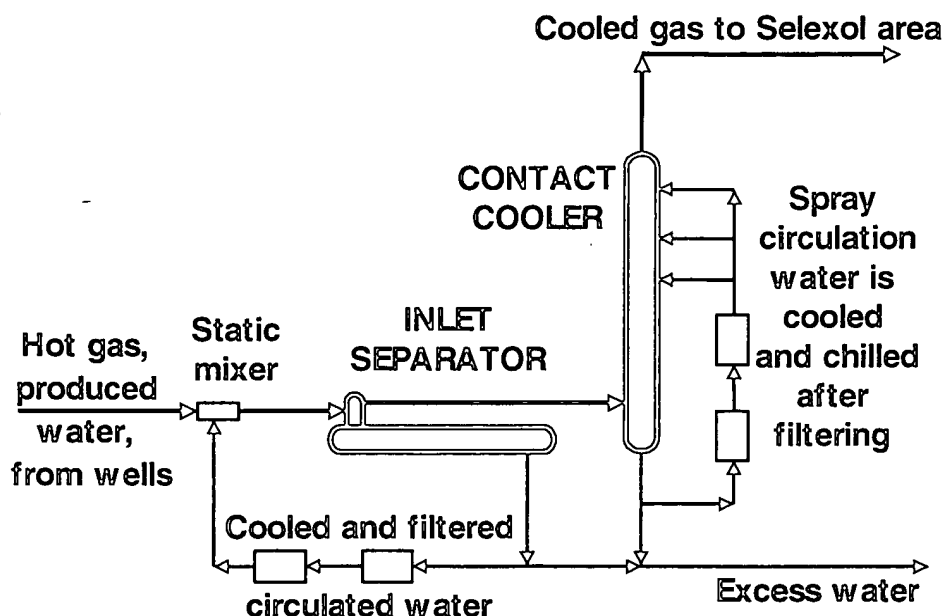 Cooled gas to Selexol area
CONTACT
COOLER
Spray
circulation
water is
cooled
and chilled
after
filtering
INLET
SEPARATOR
Static
mixer
Hot gas,
produced
water,
from wells
Cooled and filtered
circulated water
Excess water